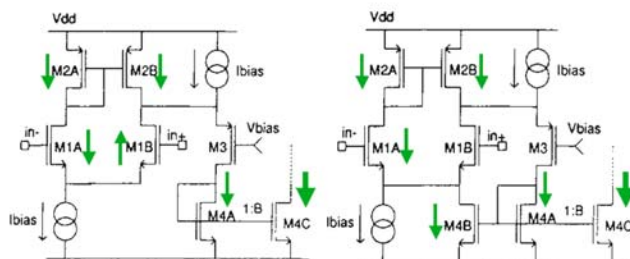 Vdd
M2A M2B
Ibias
in- M1A M1B in+ M3 Vbias
Ibias
1:B
M4A M4C
Vdd
M2A M2B
Ibias
in- M1A M1B in+ M3 Vbias
Ibias
1:B
M4B M4A M4C